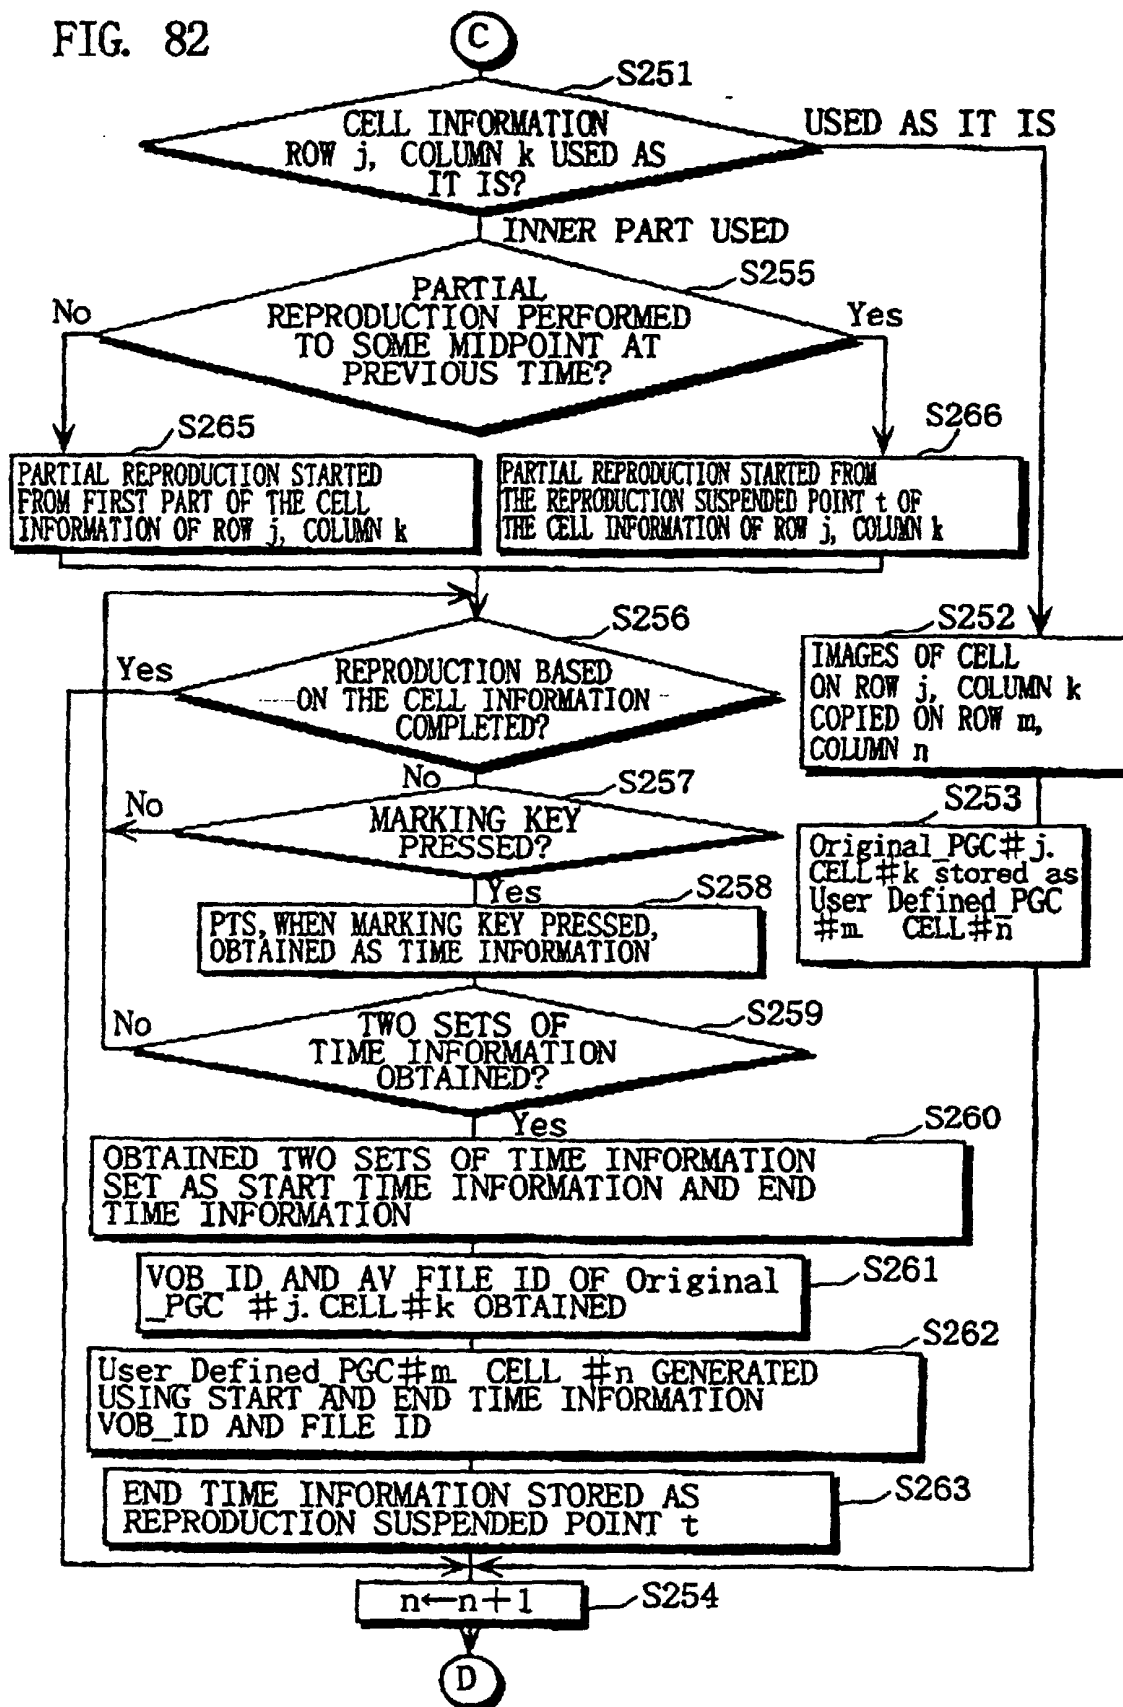 FIG. 82
C
S251
CELL INFORMATION
ROW j, COLUMN k USED AS
IT IS?
USED AS IT IS
INNER PART USED
S255
PARTIAL
REPRODUCTION PERFORMED
TO SOME MIDPOINT AT
PREVIOUS TIME?
No
Yes
S265
PARTIAL REPRODUCTION STARTED
FROM FIRST PART OF THE CELL
INFORMATION OF ROW j, COLUMN k
S266
PARTIAL REPRODUCTION STARTED FROM
THE REPRODUCTION SUSPENDED POINT t OF
THE CELL INFORMATION OF ROW j, COLUMN k
S256
Yes
REPRODUCTION BASED
ON THE CELL INFORMATION
COMPLETED?
No
S252
IMAGES OF CELL
ON ROW j, COLUMN k
COPIED ON ROW m,
COLUMN n
S257
No
MARKING KEY
PRESSED?
Yes
S253
Original_PGC#j.
CELL#k stored as
User Defined_PGC
#m CELL#n
S258
PTS, WHEN MARKING KEY PRESSED,
OBTAINED AS TIME INFORMATION
S259
No
TWO SETS OF
TIME INFORMATION
OBTAINED?
Yes
S260
OBTAINED TWO SETS OF TIME INFORMATION
SET AS START TIME INFORMATION AND END
TIME INFORMATION
S261
VOB_ID AND AV FILE ID OF Original
_PGC #j. CELL#k OBTAINED
S262
User_Defined_PGC#m CELL #n GENERATED
USING START AND END TIME INFORMATION
VOB_ID AND FILE ID
S263
END TIME INFORMATION STORED AS
REPRODUCTION SUSPENDED POINT t
S254
n←n+1
D